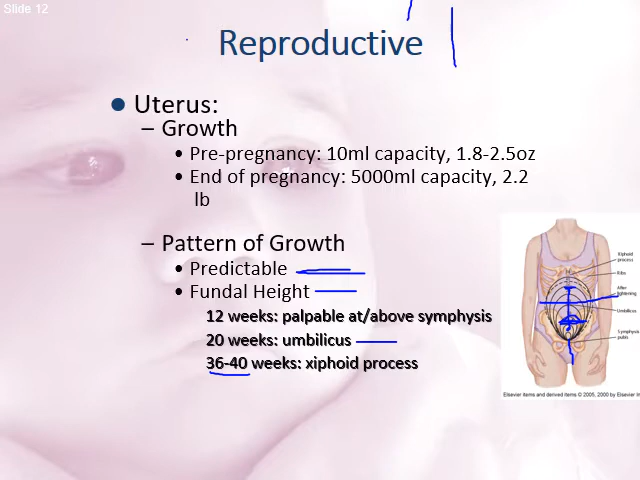 Slide 12
Reproductive
● Uterus:
– Growth
• Pre-pregnancy: 10ml capacity, 1.8-2.5oz
• End of pregnancy: 5000ml capacity, 2.2
lb
– Pattern of Growth
• Predictable
• Fundal Height
12 weeks: palpable at/above symphysis
20 weeks: umbilicus
36-40 weeks: xiphoid process
Xiphoid
process
Ribs
After
lightening
Umbilicus
Symphysis
pubis
Elsevier items and derived items © 2005, 2000 by Elsevier